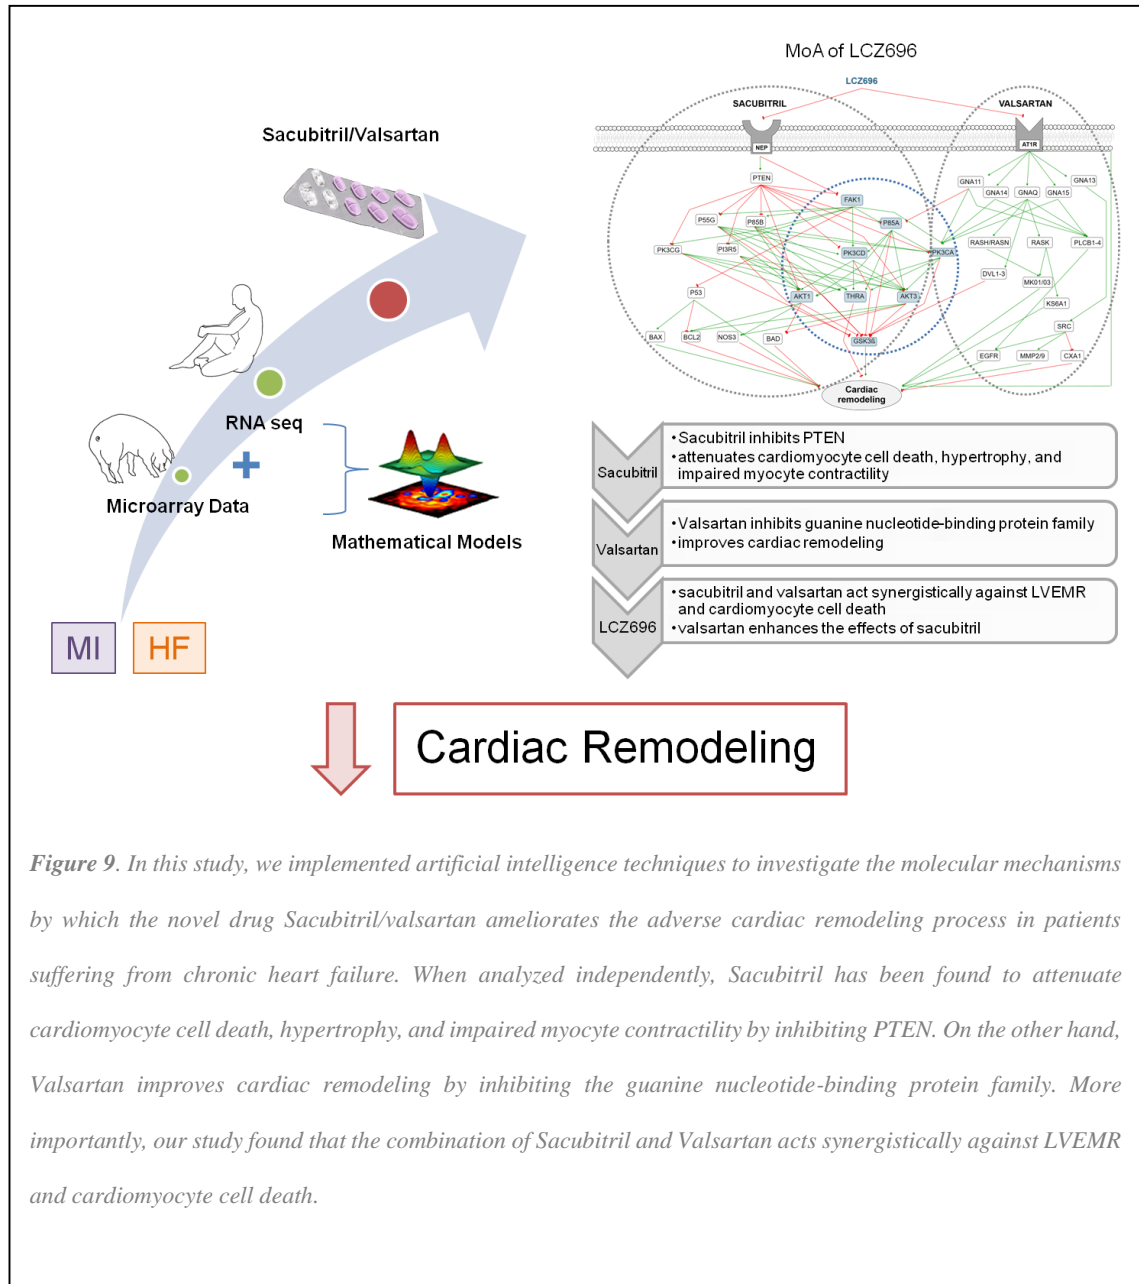 MoA of LCZ696
LCZ696
SACUBITRIL
VALSARTAN
NEP
AT1R
PTEN
FAK1
GNA11
GNA14
GNAQ
GNA15
GNA13
P55G
P85B
P85A
PK3CG
PI3R5
PK3CD
PK3CA
RASH/RASN
RASK
PLCB1-4
DVL1-3
MK01/03
P53
AKT1
THRA
AKT3
KS6A1
SRC
BAX
BCL2
NOS3
BAD
GSK3B
EGFR
MMP2/9
CXA1
Cardiac
remodeling
Sacubitril/Valsartan
RNA seq
Microarray Data
Mathematical Models
MI
HF
Sacubitril
•Sacubitril inhibits PTEN
•attenuates cardiomyocyte cell death, hypertrophy, and
impaired myocyte contractility
Valsartan
•Valsartan inhibits guanine nucleotide-binding protein family
•improves cardiac remodeling
LCZ696
•sacubitril and valsartan act synergistically against LVEMR
and cardiomyocyte cell death
•valsartan enhances the effects of sacubitril
Cardiac Remodeling
Figure 9. In this study, we implemented artificial intelligence techniques to investigate the molecular mechanisms
by which the novel drug Sacubitril/valsartan ameliorates the adverse cardiac remodeling process in patients
suffering from chronic heart failure. When analyzed independently, Sacubitril has been found to attenuate
cardiomyocyte cell death, hypertrophy, and impaired myocyte contractility by inhibiting PTEN. On the other hand,
Valsartan improves cardiac remodeling by inhibiting the guanine nucleotide-binding protein family. More
importantly, our study found that the combination of Sacubitril and Valsartan acts synergistically against LVEMR
and cardiomyocyte cell death.